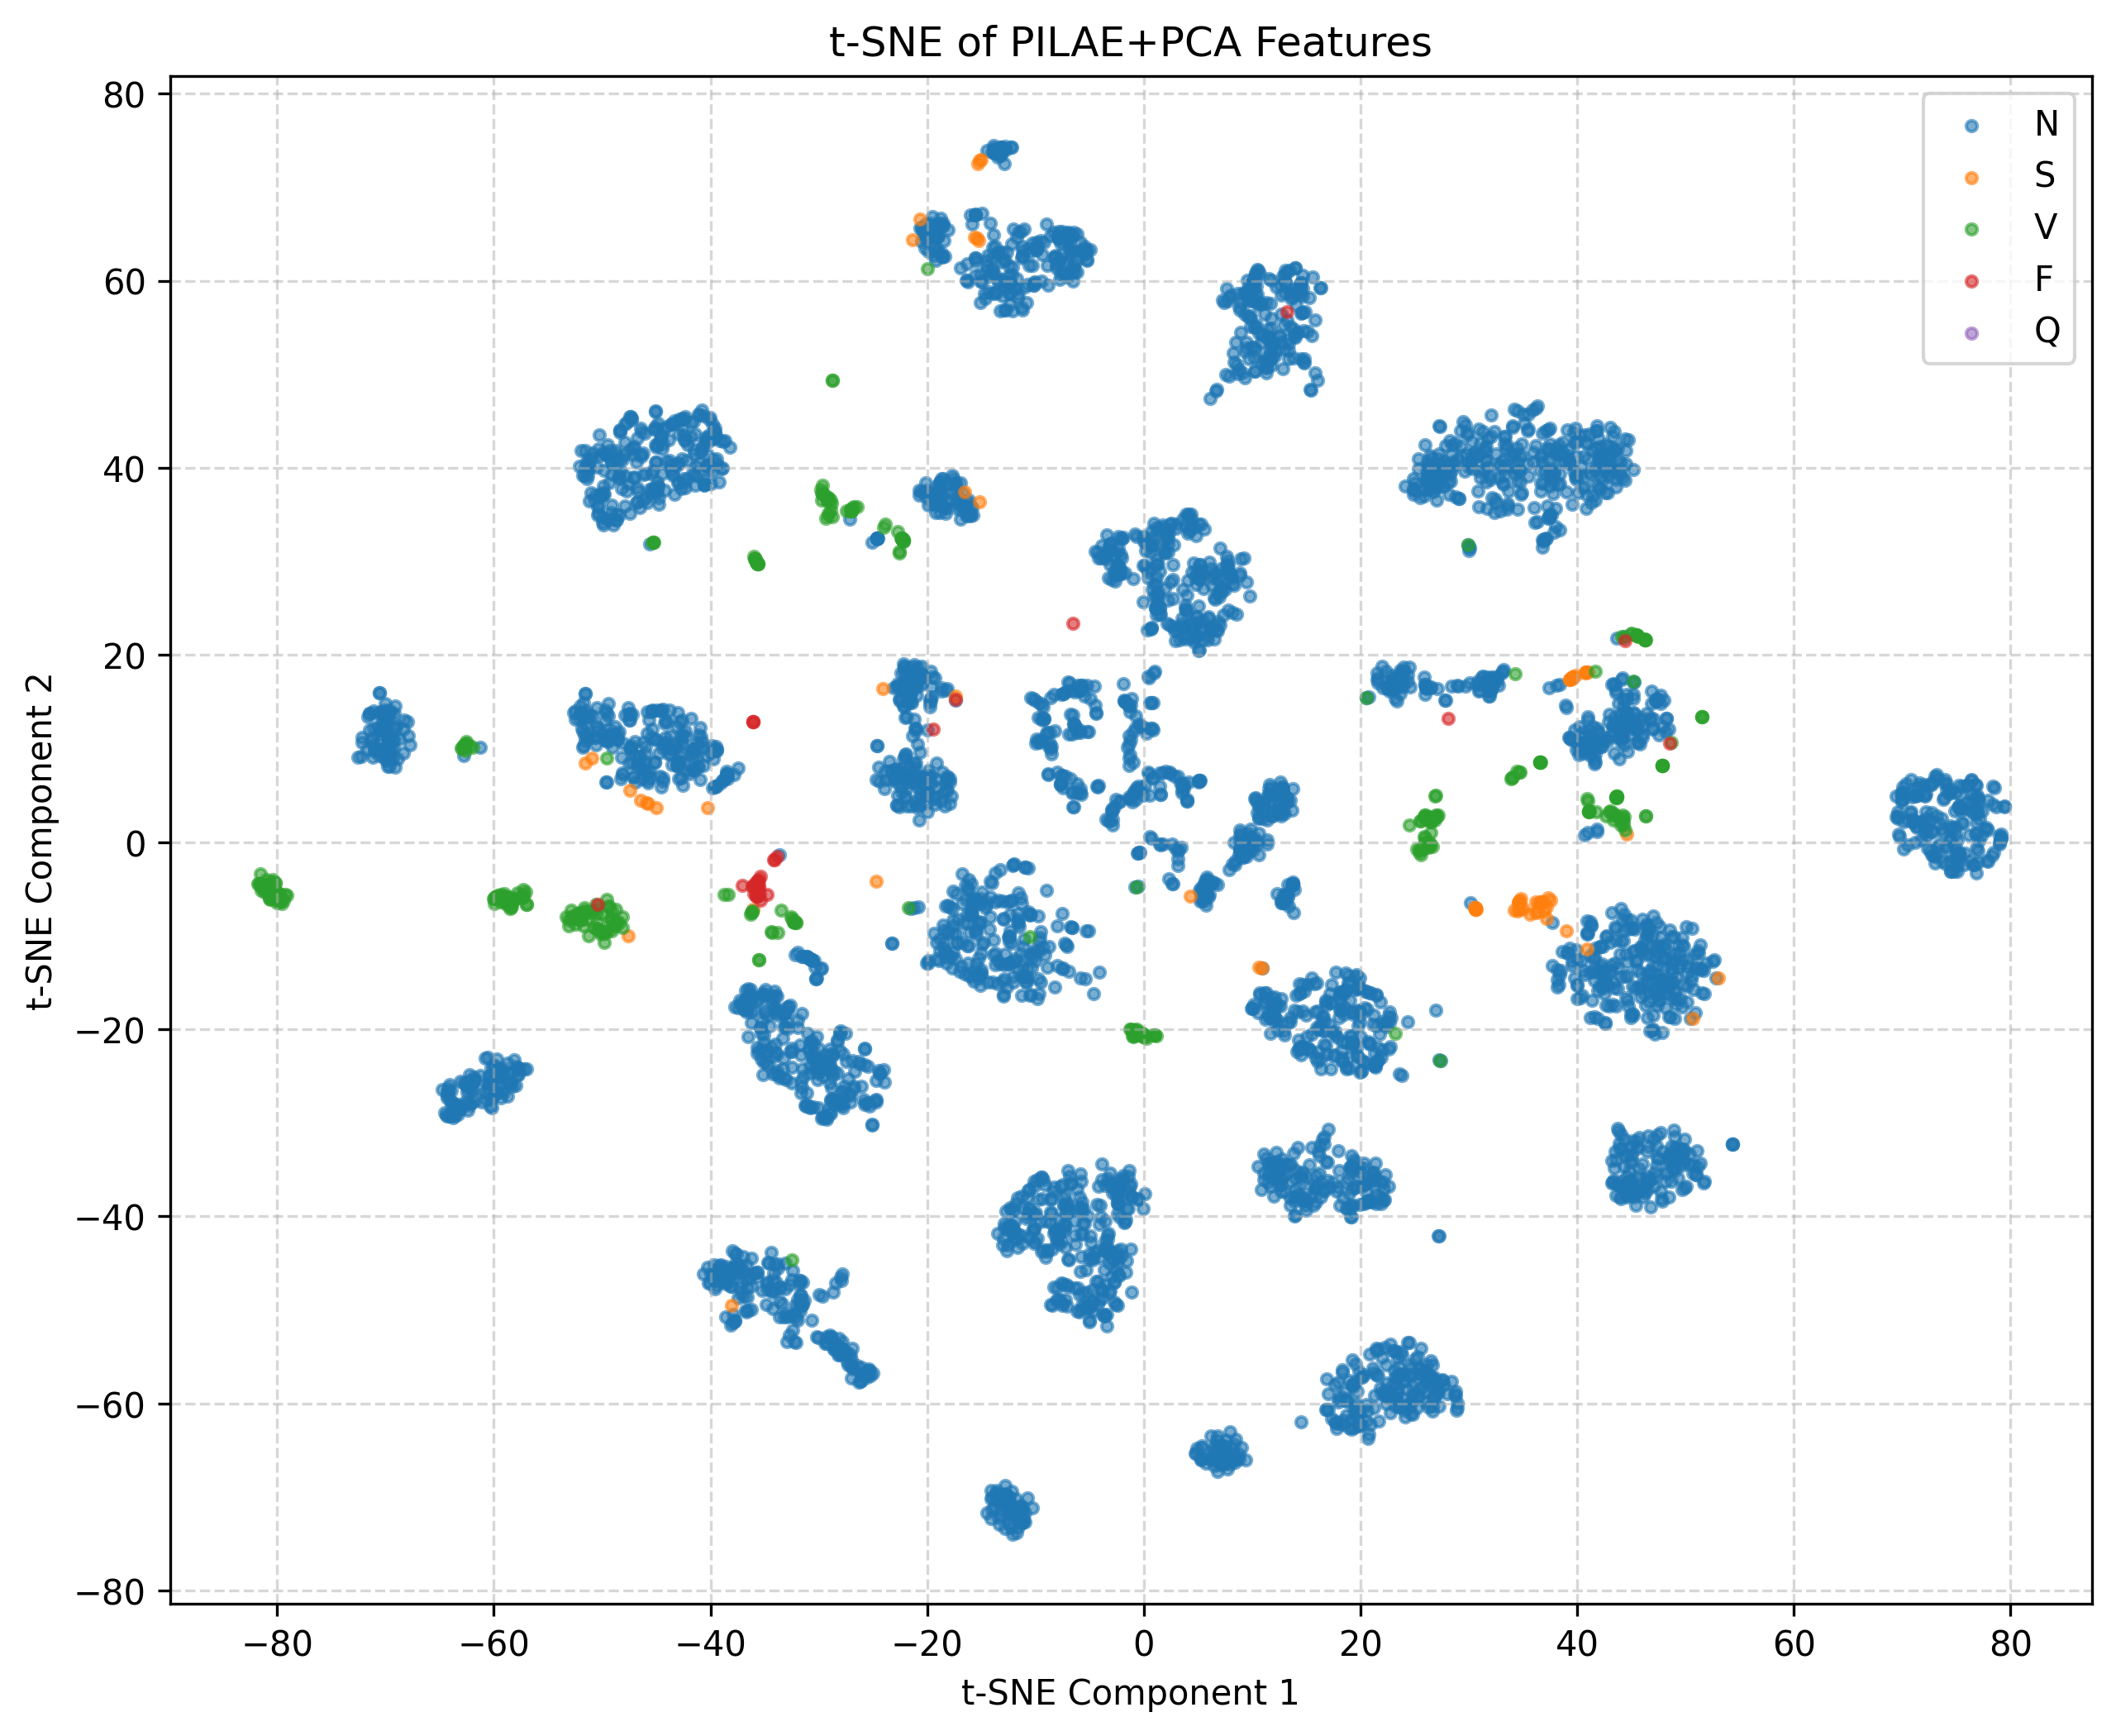 t-SNE of PILAE+PCA Features
80
60
40
20
0
−20
−40
−60
−80
t-SNE Component 2
N
S
V
F
Q
−80 −60 −40 −20 0 20 40 60 80
t-SNE Component 1